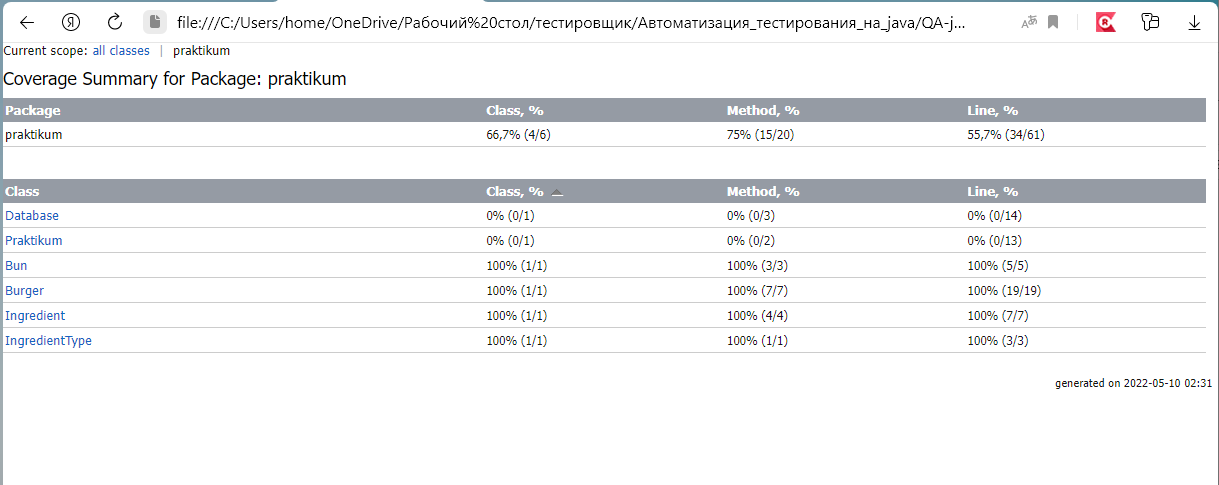 file:///C:/Users/home/OneDrive/Рабочий%20стол/тестировщик/Автоматизация_тестирования_на_java/QA-j...
Current scope: all classes | praktikum
Coverage Summary for Package: praktikum
Package Class, % Method, % Line, %
praktikum 66,7% (4/6) 75% (15/20) 55,7% (34/61)
Class Class, % Method, % Line, %
Database 0% (0/1) 0% (0/3) 0% (0/14)
Praktikum 0% (0/1) 0% (0/2) 0% (0/13)
Bun 100% (1/1) 100% (3/3) 100% (5/5)
Burger 100% (1/1) 100% (7/7) 100% (19/19)
Ingredient 100% (1/1) 100% (4/4) 100% (7/7)
IngredientType 100% (1/1) 100% (1/1) 100% (3/3)
generated on 2022-05-10 02:31